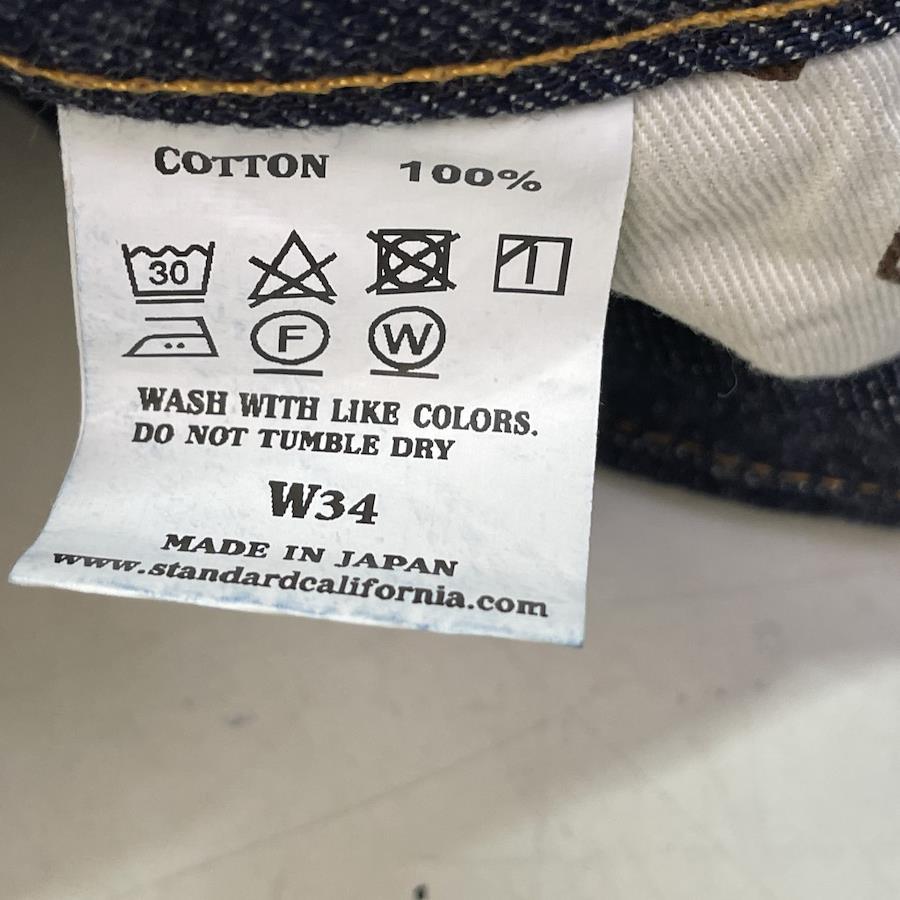 COTTON 100%
30
F W
WASH WITH LIKE COLORS.
DO NOT TUMBLE DRY
W34
MADE IN JAPAN
www.standardcalifornia.com